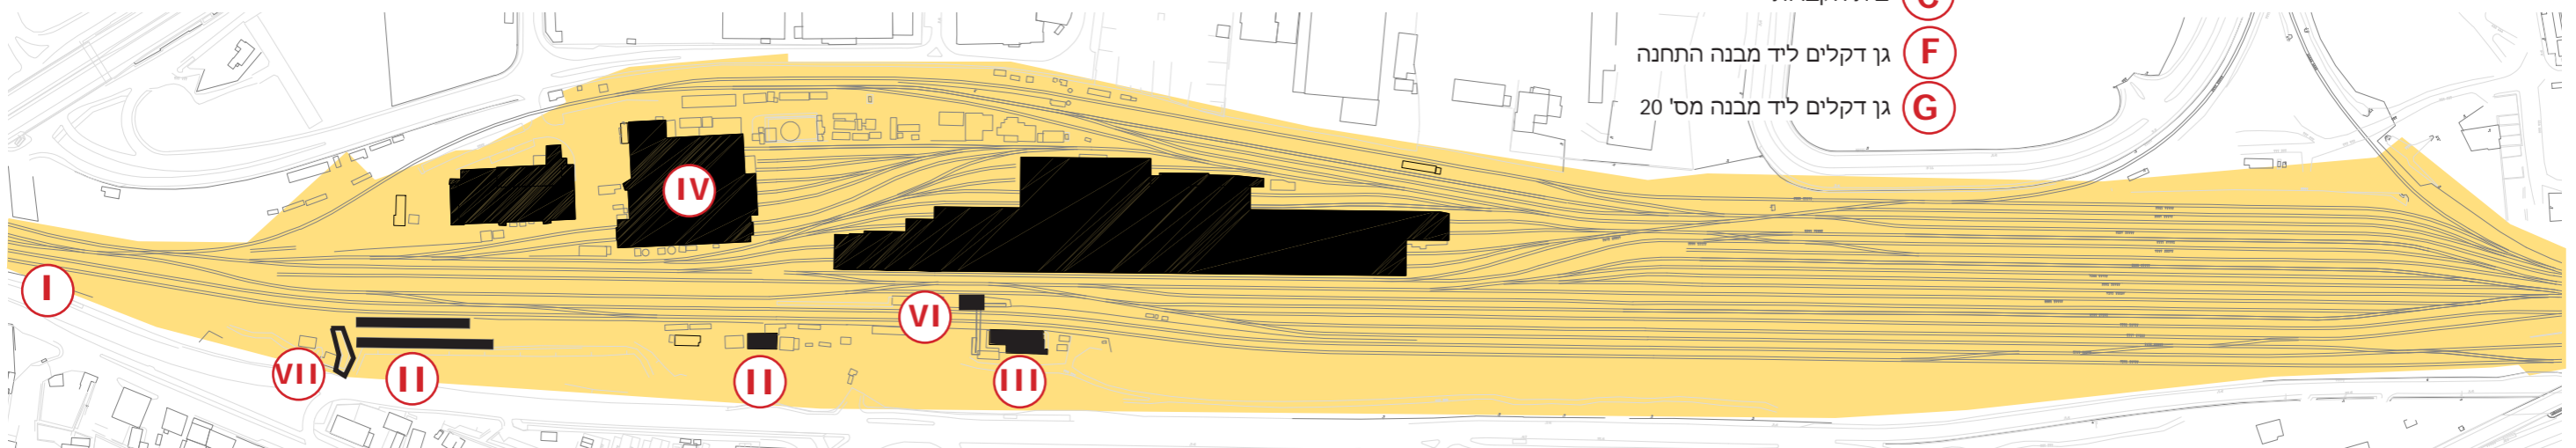 C
גן דקלים ליד מבנה התחנה F
גן דקלים ליד מבנה מס' 20 G
IV
I
VI
VII
II
II
III